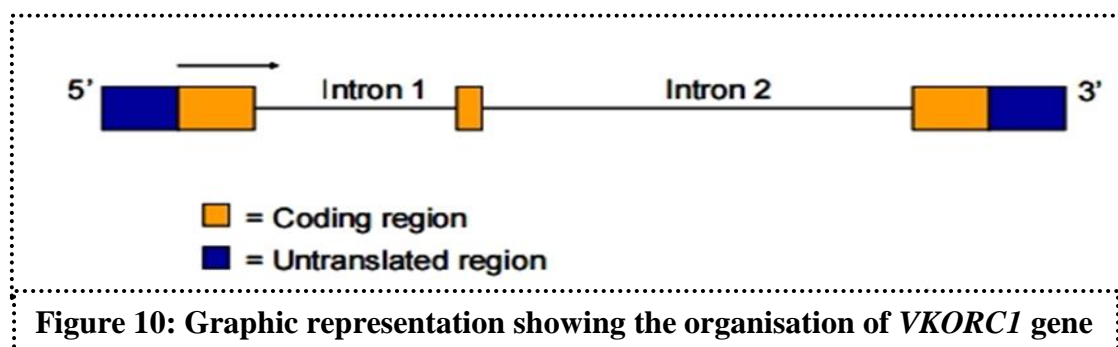 5’ Intron 1 Intron 2 3’
= Coding region
= Untranslated region
Figure 10: Graphic representation showing the organisation of VKORC1 gene